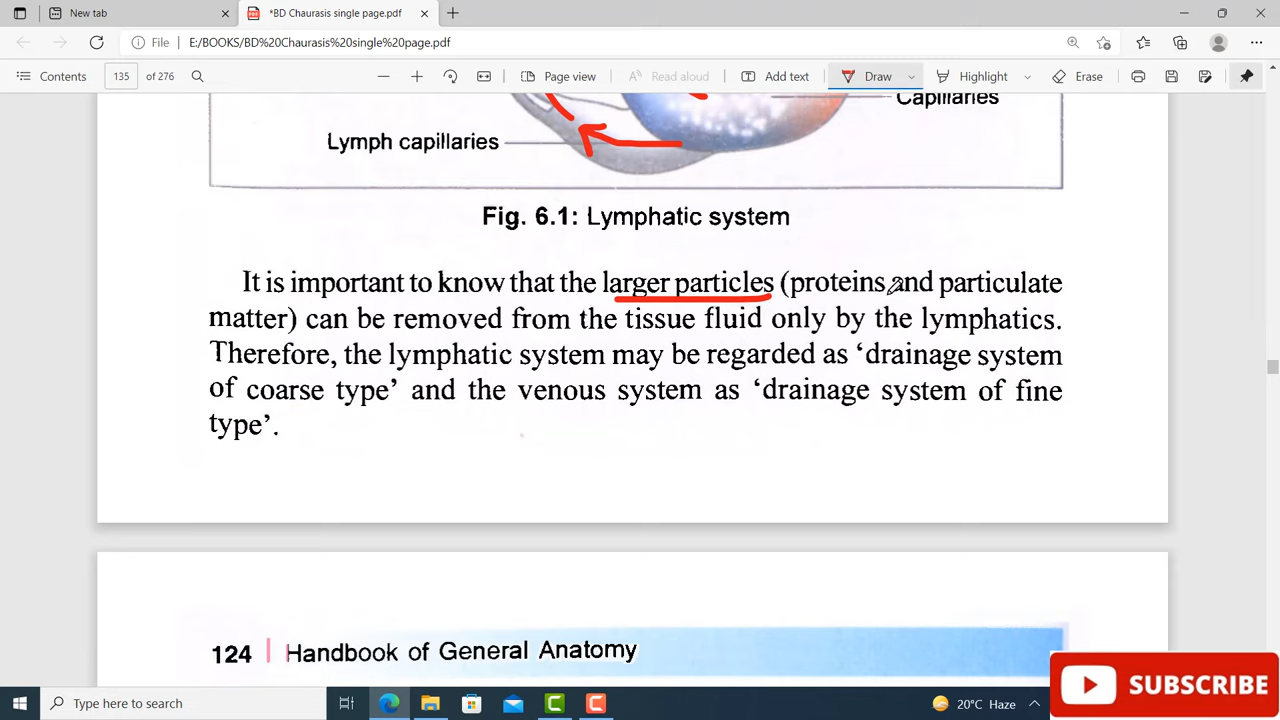 New tab
*BD Chaurasis single page.pdf
File
E:/BOOKS/BD%20Chaurasis%20single%20page.pdf
Contents
135
of 276
Page view
Read aloud
Add text
Draw
Highlight
Erase
Capillaries
Lymph capillaries
Fig. 6.1: Lymphatic system
It is important to know that the larger particles (proteins and particulate
matter) can be removed from the tissue fluid only by the lymphatics.
Therefore, the lymphatic system may be regarded as ‘drainage system
of coarse type’ and the venous system as ‘drainage system of fine
type’.
124 Handbook of General Anatomy
SUBSCRIBE
Type here to search
20°C Haze